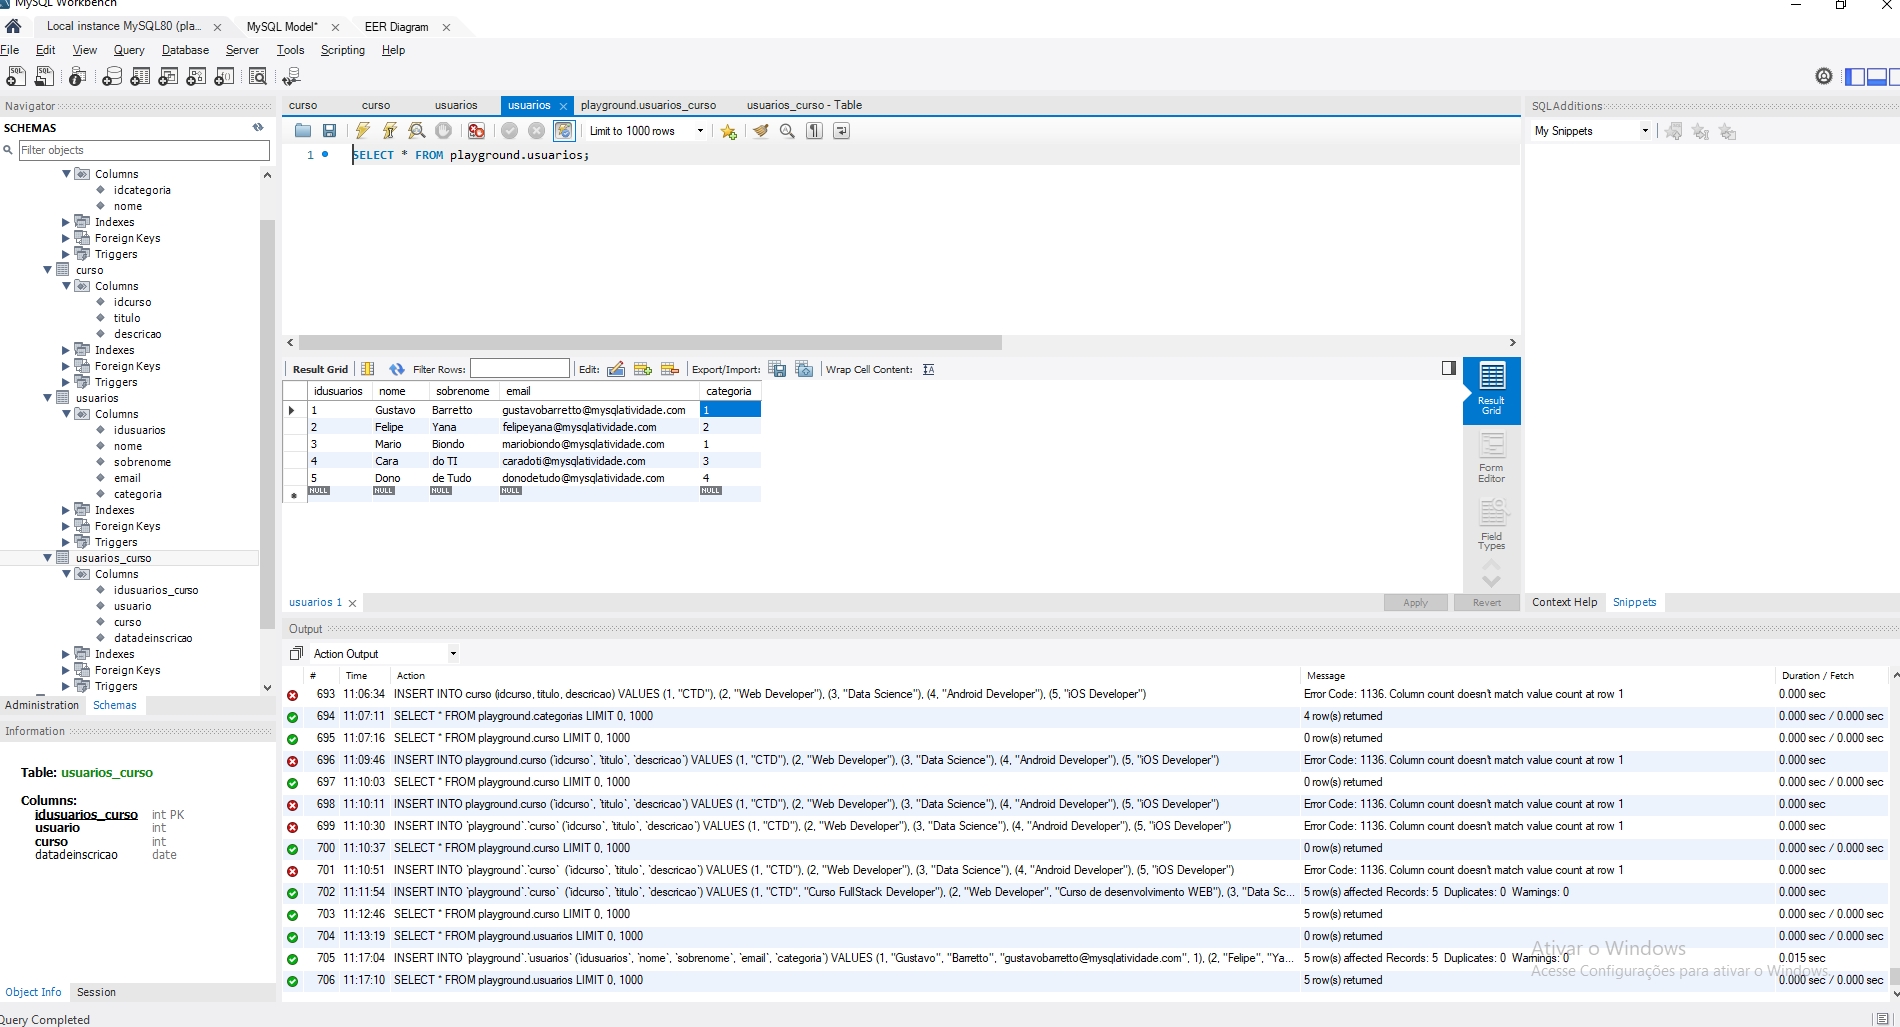 MySQL Workbench
Local instance MySQL80 (pla... MySQL Model* EER Diagram
File Edit View Query Database Server Tools Scripting Help
Navigator
SCHEMAS
Filter objects
Columns
idcategoria
nome
Indexes
Foreign Keys
Triggers
curso
Columns
idcurso
titulo
descricao
Indexes
Foreign Keys
Triggers
usuarios
Columns
idusuarios
nome
sobrenome
email
categoria
Indexes
Foreign Keys
Triggers
usuarios_curso
Columns
idusuarios_curso
usuario
curso
datadeinscricao
Indexes
Foreign Keys
Triggers
Administration Schemas
Information
Table: usuarios_curso
Columns:
idusuarios_curso int PK
usuario int
curso int
datadeinscricao date
Object Info Session
Query Completed
curso curso usuarios usuarios playground.usuarios_curso usuarios_curso - Table
Limit to 1000 rows
1 SELECT * FROM playground.usuarios;
Result Grid Filter Rows: Edit: Export/Import: Wrap Cell Content:
idusuarios nome sobrenome email categoria
1 Gustavo Barretto gustavobarretto@mysqlatividade.com 1
2 Felipe Yana felipeyana@mysqlatividade.com 2
3 Mario Biondo mariobiondo@mysqlatividade.com 1
4 Cara do TI caradoti@mysqlatividade.com 3
5 Dono de Tudo donodetudo@mysqlatividade.com 4
NULL NULL NULL NULL NULL
Result
Grid
Form
Editor
Field
Types
usuarios 1 Apply Revert
SQLAdditions
My Snippets
Context Help Snippets
Output
Action Output
# Time Action Message Duration / Fetch
693 11:06:34 INSERT INTO curso (idcurso, titulo, descricao) VALUES (1, "CTD"), (2, "Web Developer"), (3, "Data Science"), (4, "Android Developer"), (5, "iOS Developer") Error Code: 1136. Column count doesn't match value count at row 1 0.000 sec
694 11:07:11 SELECT * FROM playground.categorias LIMIT 0, 1000 4 row(s) returned 0.000 sec / 0.000 sec
695 11:07:16 SELECT * FROM playground.curso LIMIT 0, 1000 0 row(s) returned 0.000 sec / 0.000 sec
696 11:09:46 INSERT INTO playground.curso (`idcurso`, `titulo`, `descricao`) VALUES (1, "CTD"), (2, "Web Developer"), (3, "Data Science"), (4, "Android Developer"), (5, "iOS Developer") Error Code: 1136. Column count doesn't match value count at row 1 0.000 sec
697 11:10:03 SELECT * FROM playground.curso LIMIT 0, 1000 0 row(s) returned 0.000 sec / 0.000 sec
698 11:10:11 INSERT INTO playground.curso (`idcurso`, `titulo`, `descricao`) VALUES (1, "CTD"), (2, "Web Developer"), (3, "Data Science"), (4, "Android Developer"), (5, "iOS Developer") Error Code: 1136. Column count doesn't match value count at row 1 0.000 sec
699 11:10:30 INSERT INTO `playground`.`curso` (`idcurso`, `titulo`, `descricao`) VALUES (1, "CTD"), (2, "Web Developer"), (3, "Data Science"), (4, "Android Developer"), (5, "iOS Developer") Error Code: 1136. Column count doesn't match value count at row 1 0.000 sec
700 11:10:37 SELECT * FROM playground.curso LIMIT 0, 1000 0 row(s) returned 0.000 sec / 0.000 sec
701 11:10:51 INSERT INTO `playground`.`curso` (`idcurso`, `titulo`, `descricao`) VALUES (1, "CTD"), (2, "Web Developer"), (3, "Data Science"), (4, "Android Developer"), (5, "iOS Developer") Error Code: 1136. Column count doesn't match value count at row 1 0.000 sec
702 11:11:54 INSERT INTO `playground`.`curso` (`idcurso`, `titulo`, `descricao`) VALUES (1, "CTD", "Curso FullStack Developer"), (2, "Web Developer", "Curso de desenvolvimento WEB"), (3, "Data Sc... 5 row(s) affected Records: 5 Duplicates: 0 Warnings: 0 0.000 sec
703 11:12:46 SELECT * FROM playground.curso LIMIT 0, 1000 5 row(s) returned 0.000 sec / 0.000 sec
704 11:13:19 SELECT * FROM playground.usuarios LIMIT 0, 1000 0 row(s) returned 0.000 sec / 0.000 sec
705 11:17:04 INSERT INTO `playground`.`usuarios` (`idusuarios`, `nome`, `sobrenome`, `email`, `categoria`) VALUES (1, "Gustavo", "Barretto", "gustavobarretto@mysqlatividade.com", 1), (2, "Felipe", "Ya... 5 row(s) affected Records: 5 Duplicates: 0 Warnings: 0 0.015 sec
706 11:17:10 SELECT * FROM playground.usuarios LIMIT 0, 1000 5 row(s) returned 0.000 sec / 0.000 sec
Ativar o Windows
Acesse Configurações para ativar o Windows.